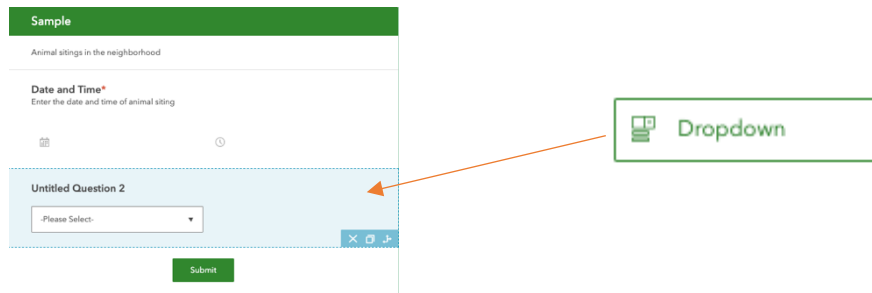 Sample
Animal sitings in the neighborhood
Date and Time*
Enter the date and time of animal siting
Dropdown
Untitled Question 2
-Please Select-
Submit